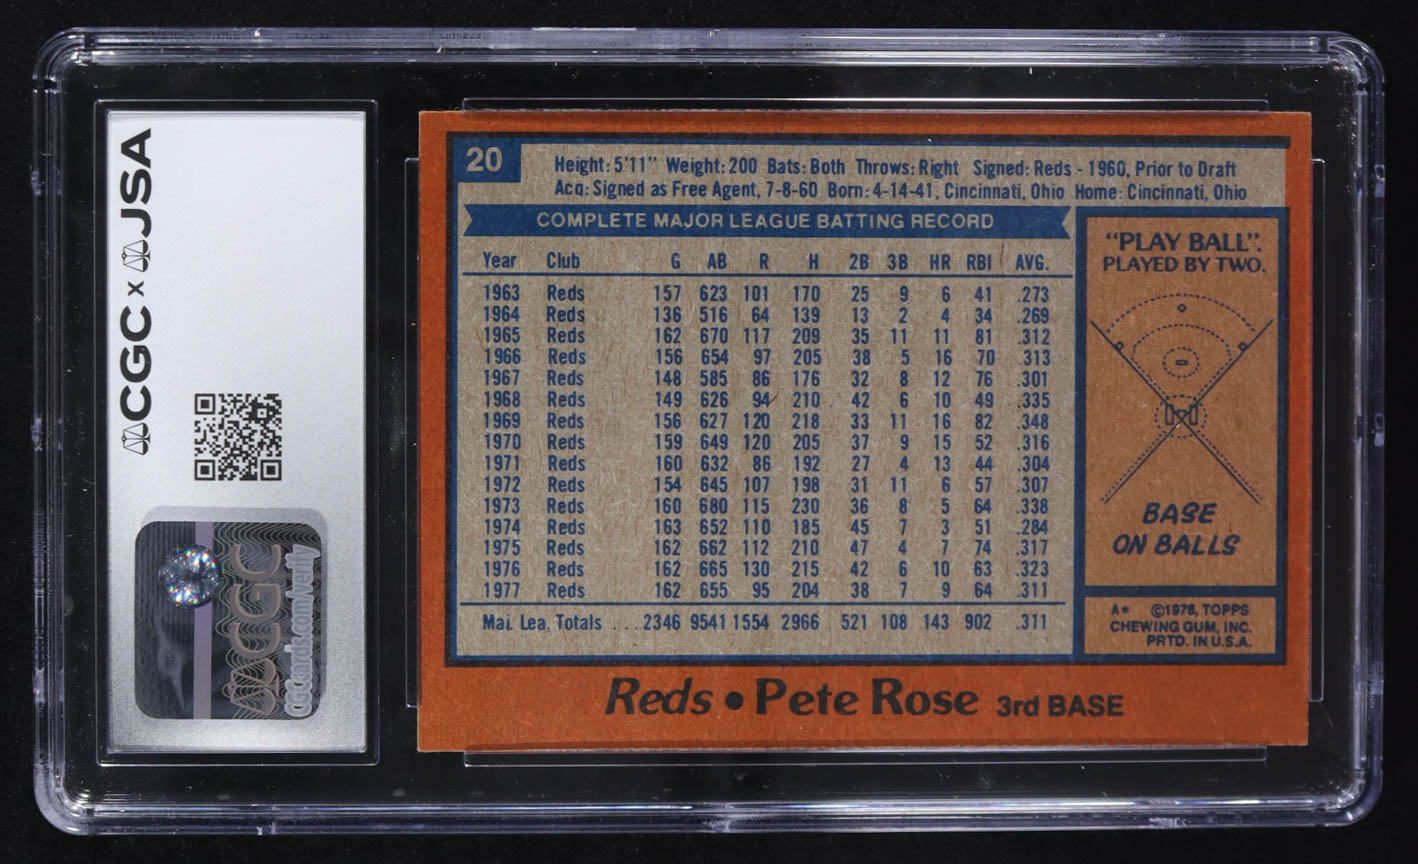 CGC x JSA
CGC
CGCcards.com/verify
20
Height: 5'11" Weight: 200 Bats: Both Throws: Right Signed: Reds - 1960, Prior to Draft
Acq: Signed as Free Agent, 7-8-60 Born: 4-14-41, Cincinnati, Ohio Home: Cincinnati, Ohio
COMPLETE MAJOR LEAGUE BATTING RECORD
Year Club G AB R H 2B 3B HR RBI AVG.
1963 Reds 157 623 101 170 25 9 6 41 .273
1964 Reds 136 516 64 139 13 2 4 34 .269
1965 Reds 162 670 117 209 35 11 11 81 .312
1966 Reds 156 654 97 205 38 5 16 70 .313
1967 Reds 148 585 86 176 32 8 12 76 .301
1968 Reds 149 626 94 210 42 6 10 49 .335
1969 Reds 156 627 120 218 33 11 16 82 .348
1970 Reds 159 649 120 205 37 9 15 52 .316
1971 Reds 160 632 86 192 27 4 13 44 .304
1972 Reds 154 645 107 198 31 11 6 57 .307
1973 Reds 160 680 115 230 36 8 5 64 .338
1974 Reds 163 652 110 185 45 7 3 51 .284
1975 Reds 162 662 112 210 47 4 7 74 .317
1976 Reds 162 665 130 215 42 6 10 63 .323
1977 Reds 162 655 95 204 38 7 9 64 .311
Maj. Lea. Totals ... 2346 9541 1554 2966 521 108 143 902 .311
"PLAY BALL".
PLAYED BY TWO.
BASE
ON BALLS
A* ©1978, TOPPS
CHEWING GUM, INC.
PRTD. IN U.S.A.
Reds • Pete Rose 3rd BASE